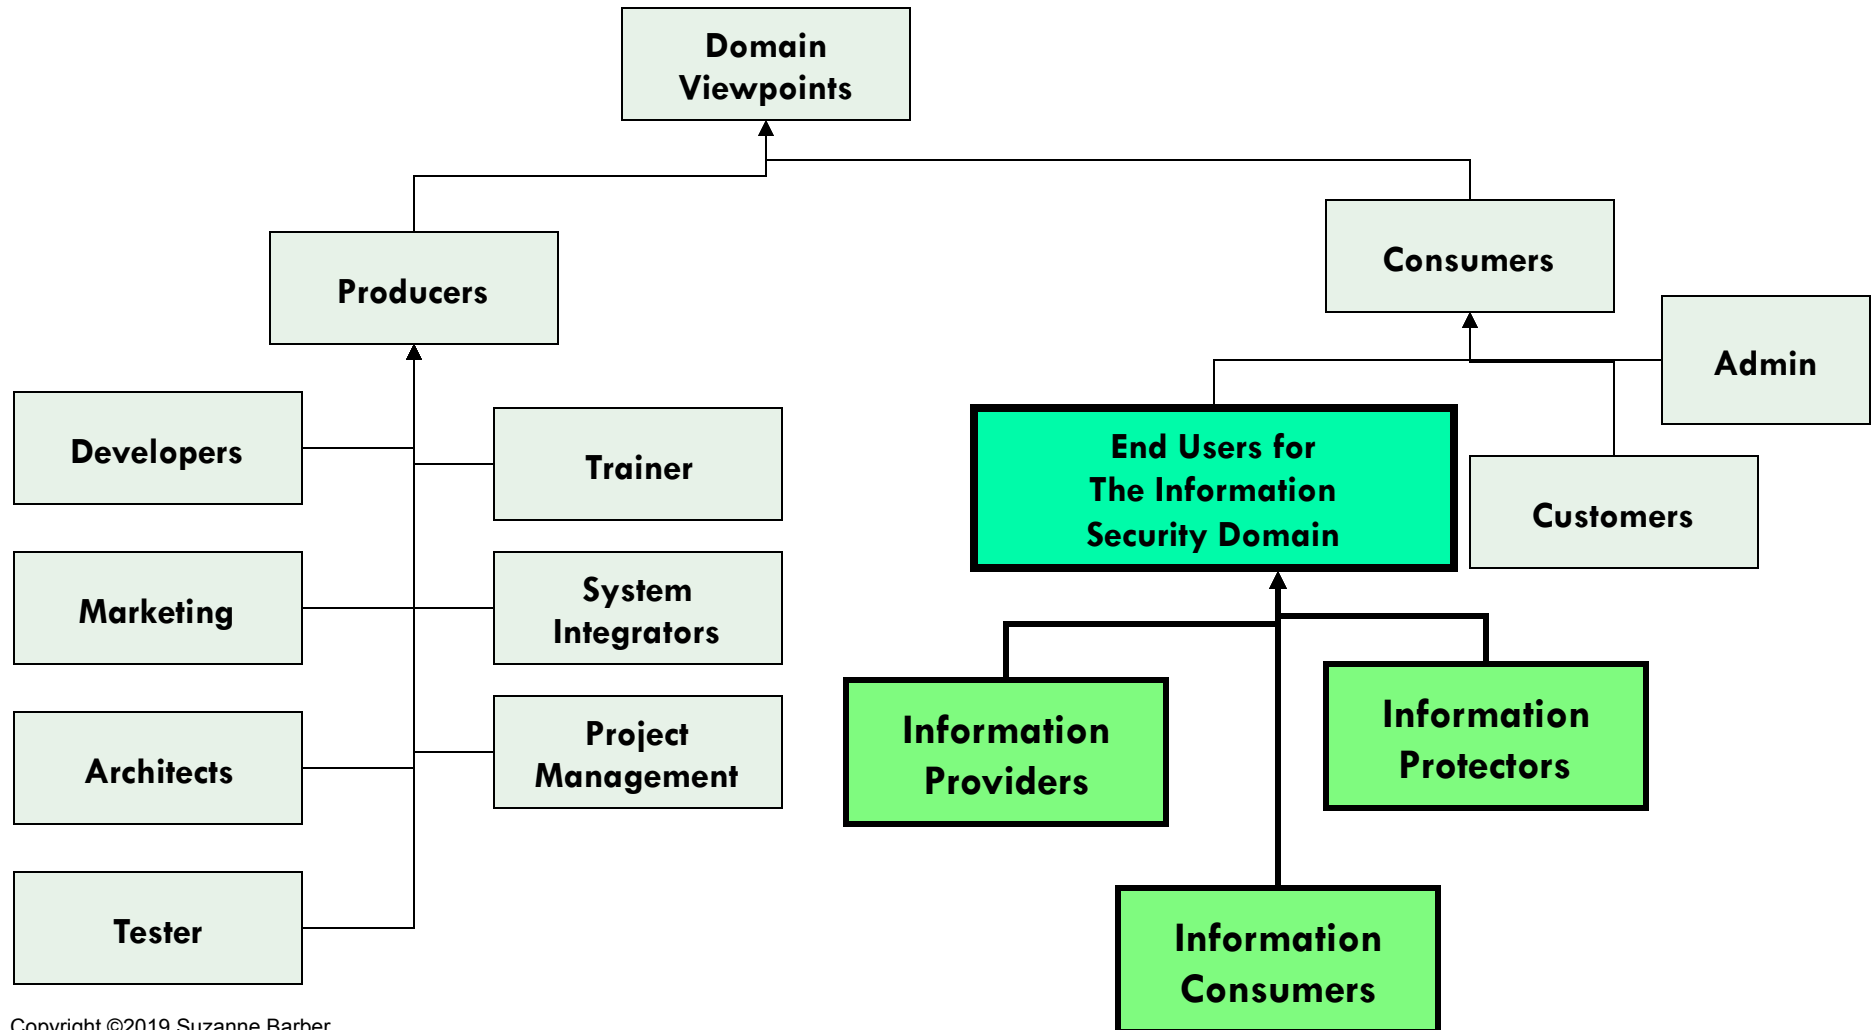 Domain
Viewpoints
Producers
Consumers
Admin
Developers
Trainer
End Users for
The Information
Security Domain
Customers
Marketing
System
Integrators
Architects
Project
Management
Information
Providers
Information
Protectors
Tester
Information
Consumers
Copyright ©2019 Suzanne Barber